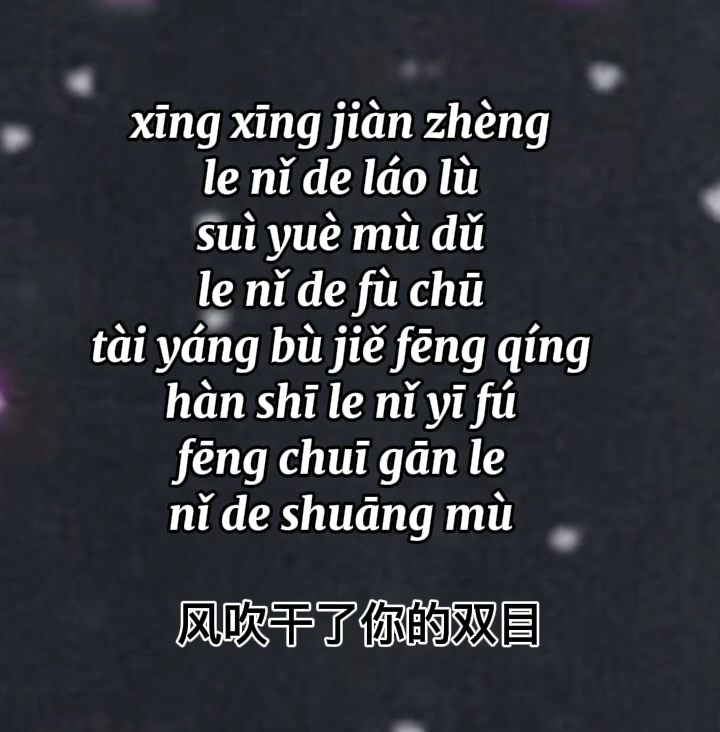 xīng xīng jiàn zhèng
le nǐ de láo lù
suì yuè mù dǔ
le nǐ de fù chū
tài yáng bù jiě fēng qíng
hàn shī le nǐ yī fú
fēng chuī gān le
nǐ de shuāng mù
风吹干了你的双目